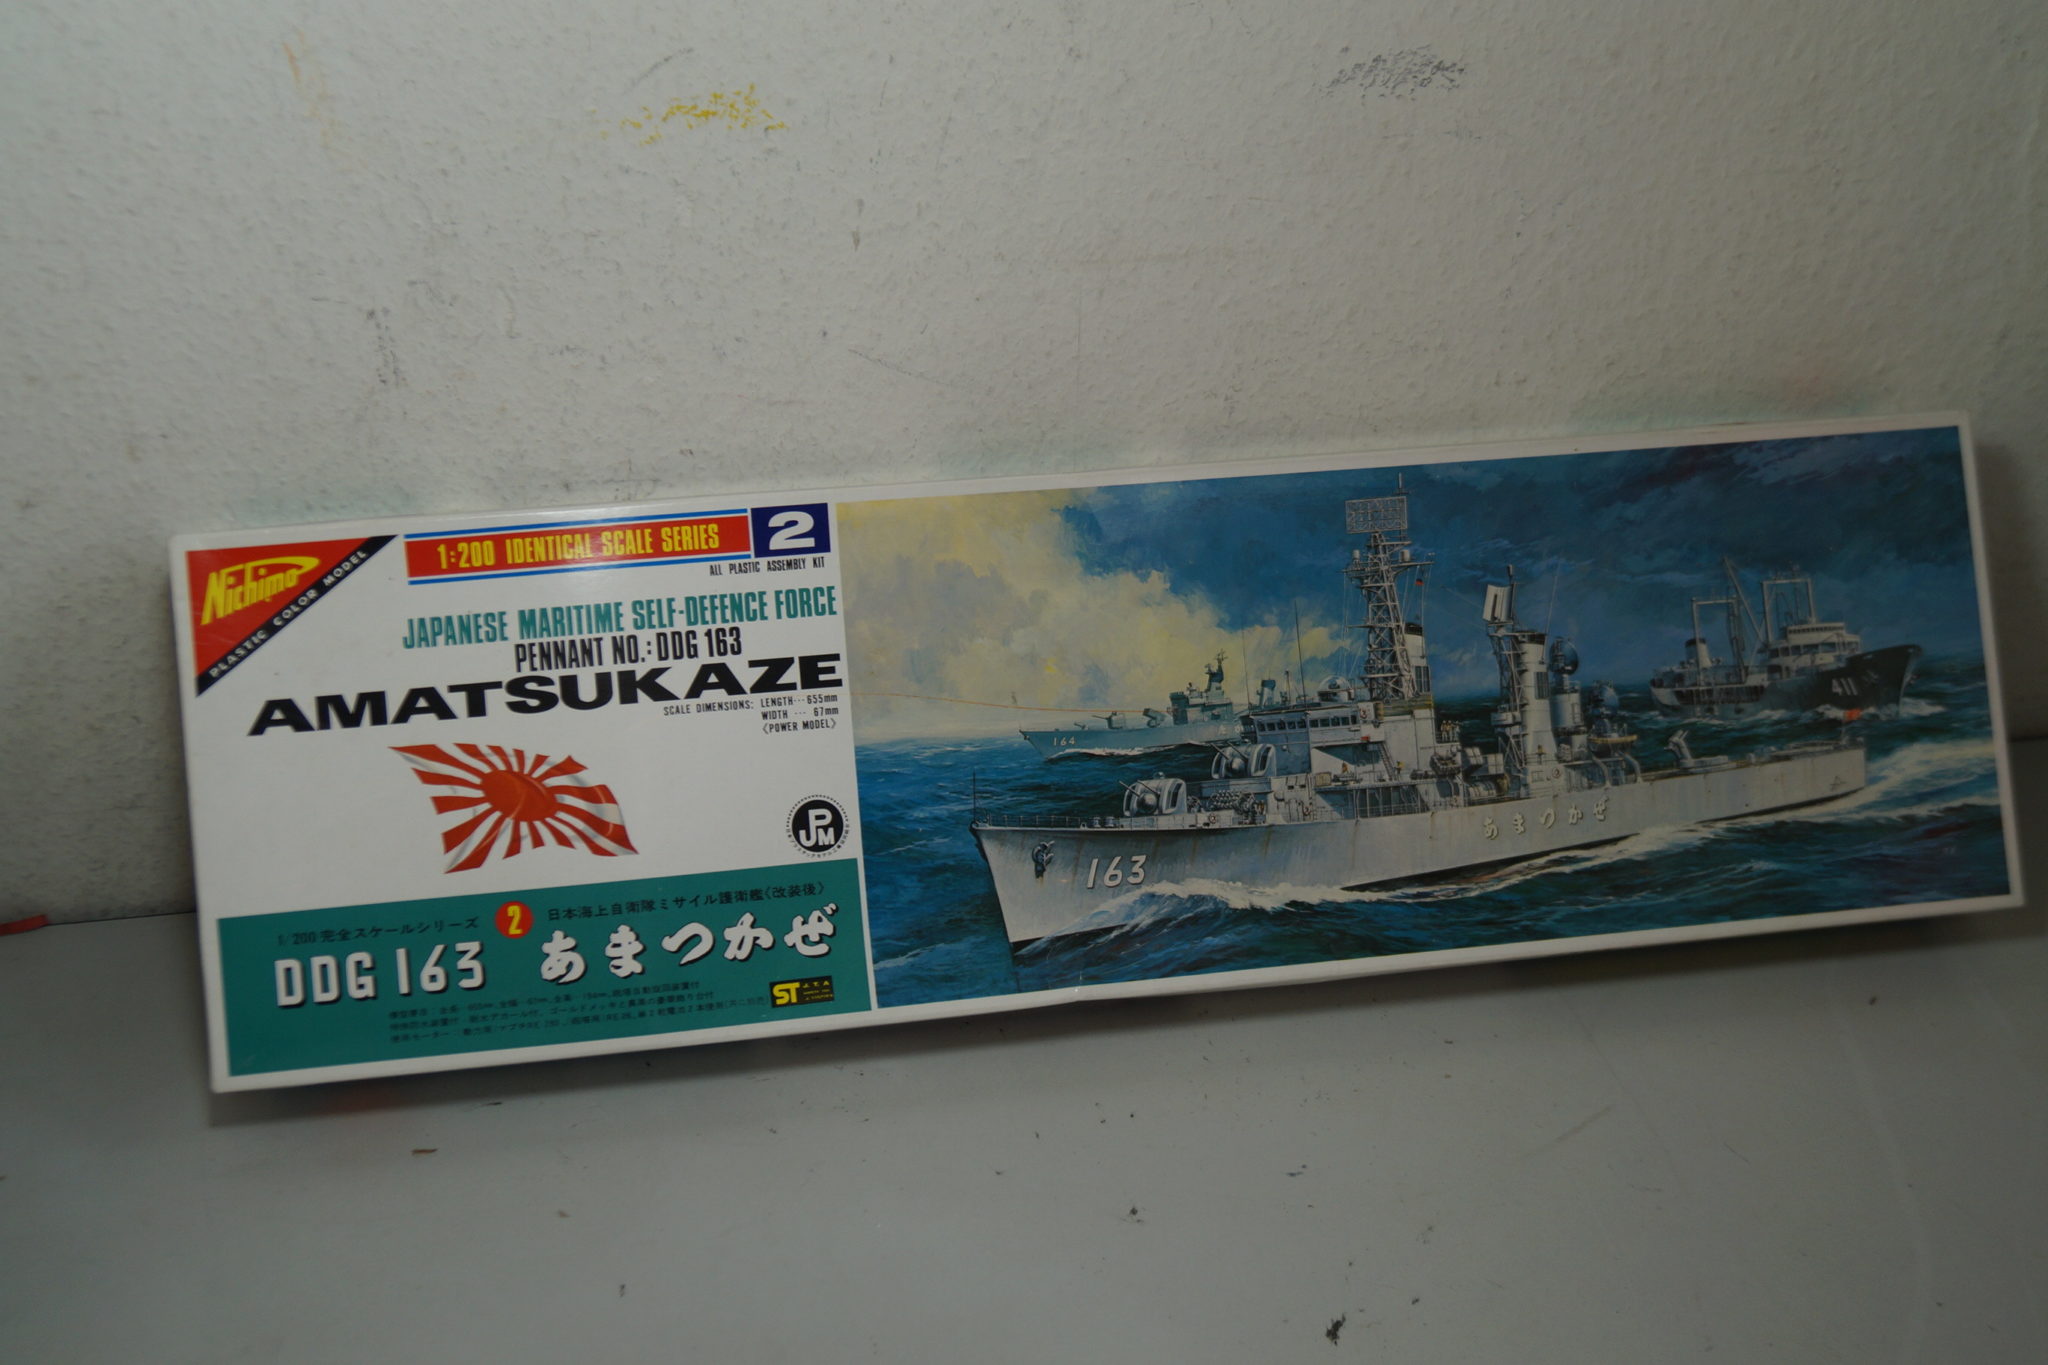 Nichimo
PLASTIC COLOR MODEL
1:200 IDENTICAL SCALE SERIES
2
ALL PLASTIC ASSEMBLY KIT
JAPANESE MARITIME SELF-DEFENCE FORCE
PENNANT NO.: DDG 163
AMATSUKAZE
SCALE DIMENSIONS: LENGTH…655mm
WIDTH … 67mm
〈POWER MODEL〉
JPM
1/200完全スケールシリーズ 2 日本海上自衛隊ミサイル護衛艦《改装後》
DDG 163 あまつかぜ
ST
J.T.A
164
411
163
あまつかぜ